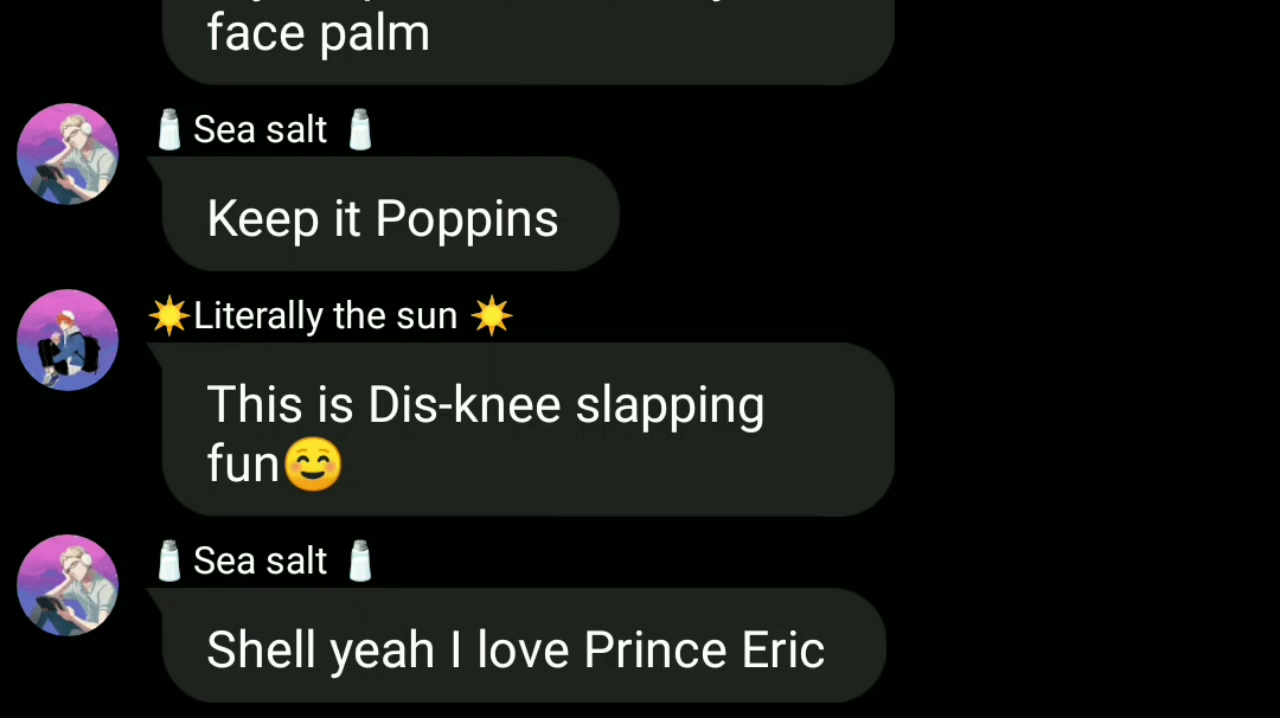 face palm
🧂 Sea salt 🧂
Keep it Poppins
☀️Literally the sun ☀️
This is Dis-knee slapping
fun☺️
🧂 Sea salt 🧂
Shell yeah I love Prince Eric